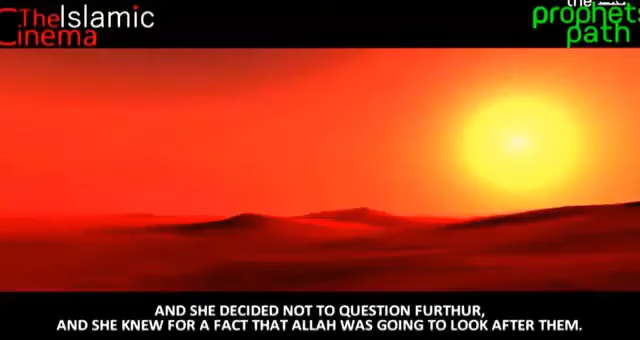 The Islamic
Cinema
the
prophets
path
AND SHE DECIDED NOT TO QUESTION FURTHUR,
AND SHE KNEW FOR A FACT THAT ALLAH WAS GOING TO LOOK AFTER THEM.